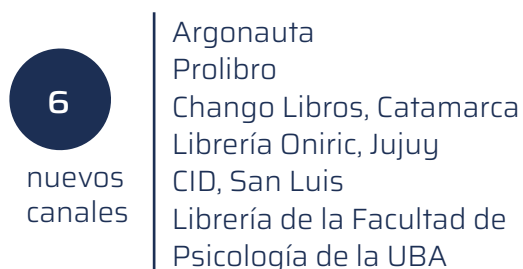 6
nuevos
canales
Argonauta
Prolibro
Chango Libros, Catamarca
Librería Oniric, Jujuy
CID, San Luis
Librería de la Facultad de
Psicología de la UBA